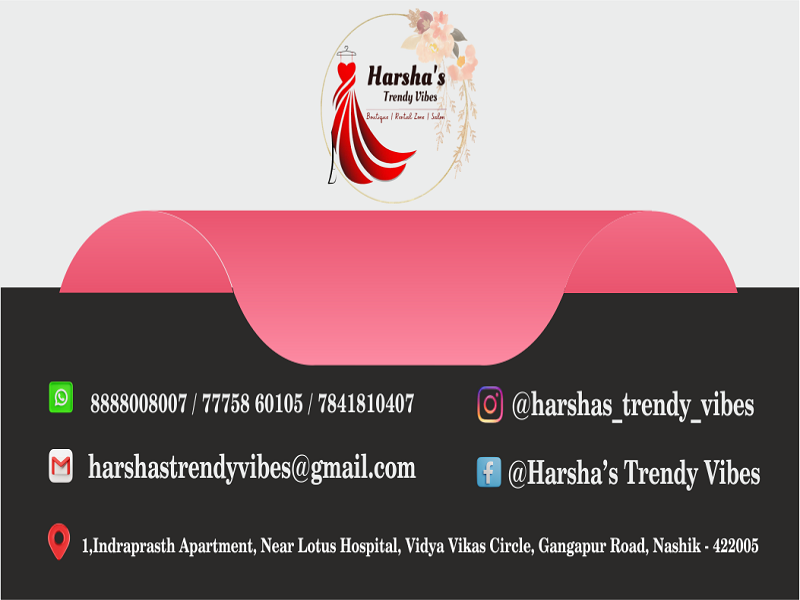 Harsha's
Trendy Vibes
Boutique | Rental Zone | Salon
8888008007 / 77758 60105 / 7841810407
@harshas_trendy_vibes
harshastrendyvibes@gmail.com
@Harsha's Trendy Vibes
1,Indraprasth Apartment, Near Lotus Hospital, Vidya Vikas Circle, Gangapur Road, Nashik - 422005